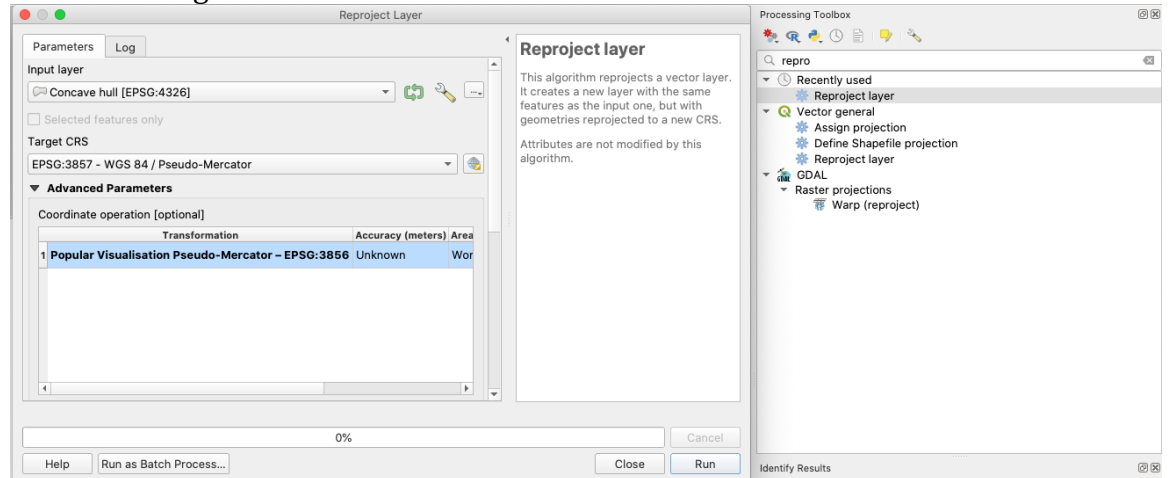 Reproject Layer
Parameters
Log
Input layer
Concave hull [EPSG:4326]
Selected features only
Target CRS
EPSG:3857 - WGS 84 / Pseudo-Mercator
Advanced Parameters
Coordinate operation [optional]
Transformation Accuracy (meters) Area
1 Popular Visualisation Pseudo-Mercator – EPSG:3856 Unknown Wor
0%
Cancel
Help Run as Batch Process... Close Run
Reproject layer
This algorithm reprojects a vector layer.
It creates a new layer with the same
features as the input one, but with
geometries reprojected to a new CRS.
Attributes are not modified by this
algorithm.
Processing Toolbox
repro
Recently used
Reproject layer
Vector general
Assign projection
Define Shapefile projection
Reproject layer
GDAL
Raster projections
Warp (reproject)
Identify Results